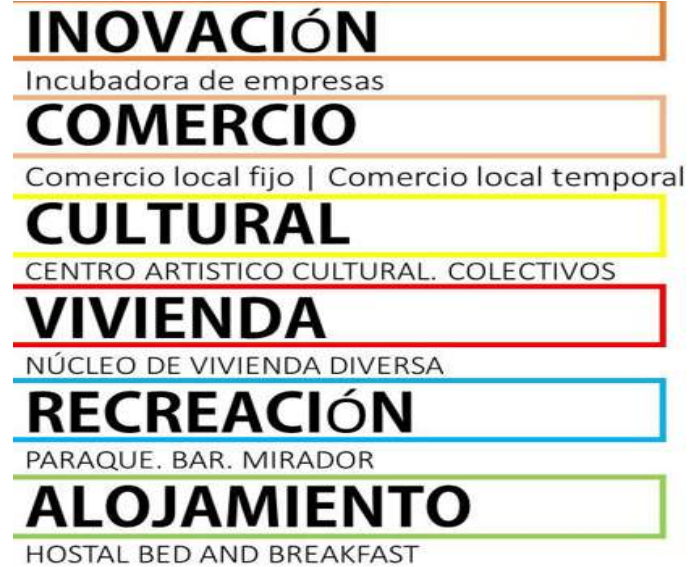 INOVACIÓN
Incubadora de empresas
COMERCIO
Comercio local fijo | Comercio local temporal
CULTURAL
CENTRO ARTISTICO CULTURAL. COLECTIVOS
VIVIENDA
NÚCLEO DE VIVIENDA DIVERSA
RECREACIÓN
PARAQUE. BAR. MIRADOR
ALOJAMIENTO
HOSTAL BED AND BREAKFAST